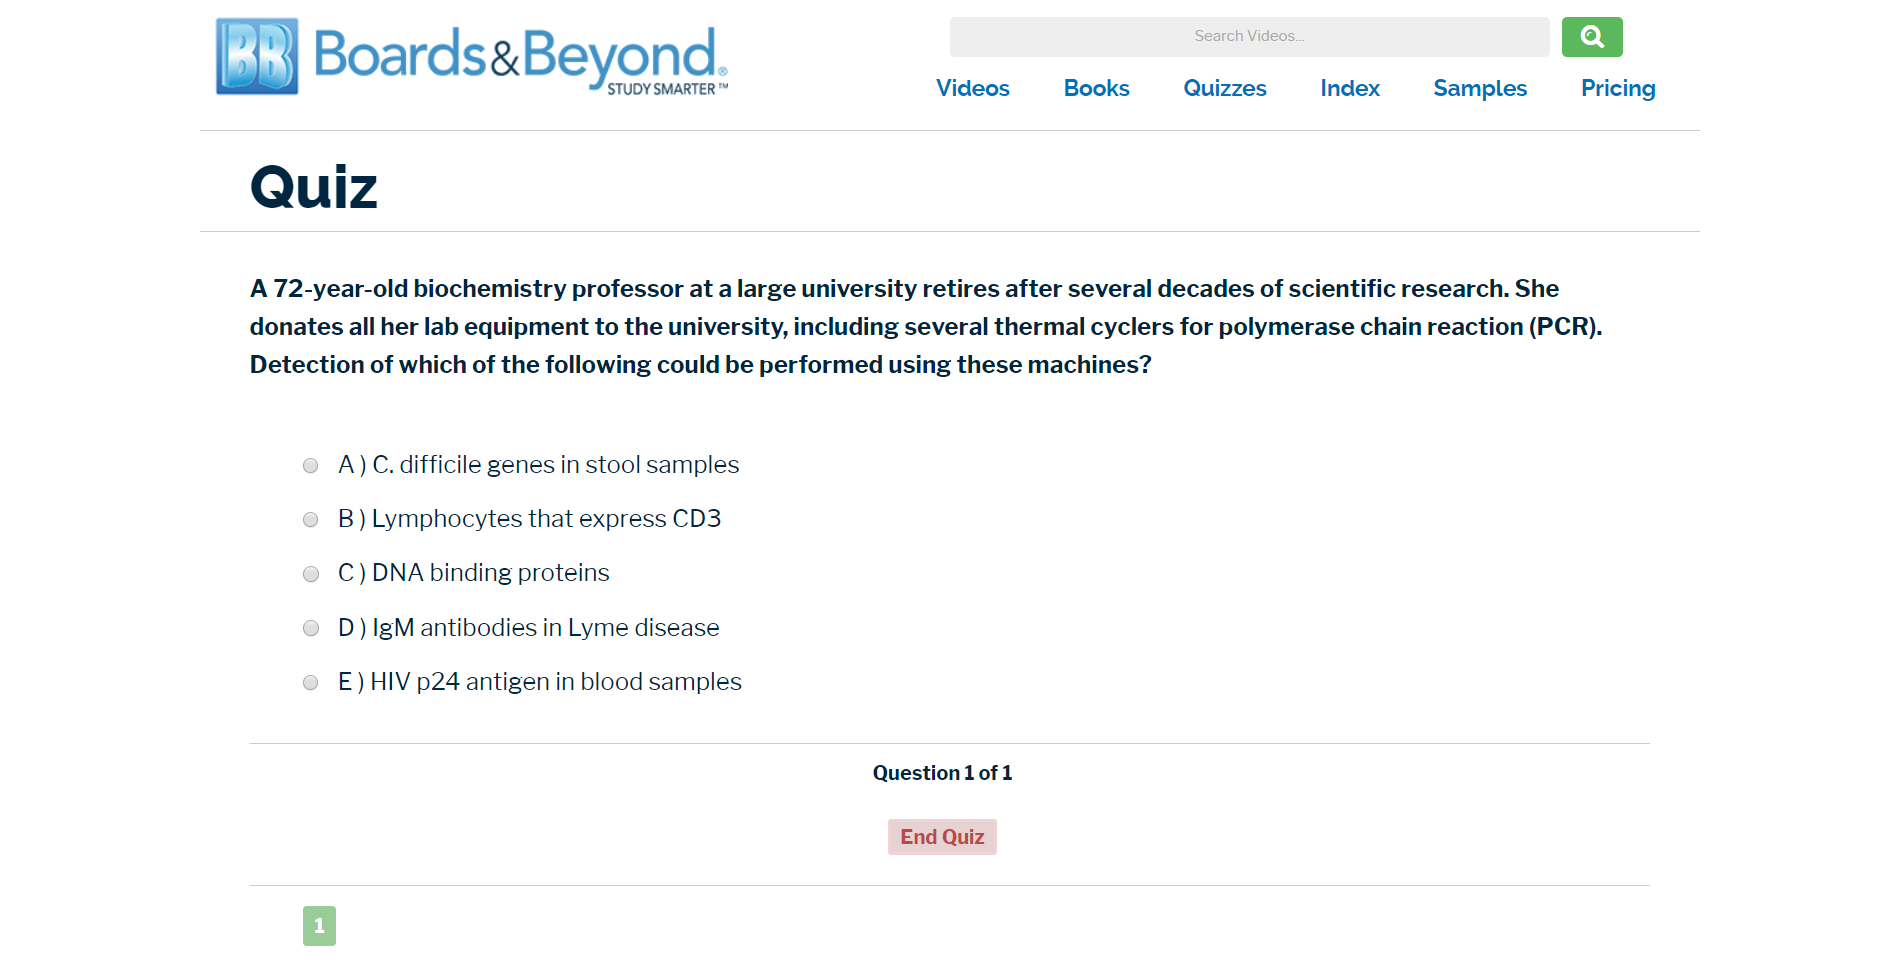 BB Boards&Beyond®
STUDY SMARTER™
Search Videos...
Videos Books Quizzes Index Samples Pricing
Quiz
A 72-year-old biochemistry professor at a large university retires after several decades of scientific research. She
donates all her lab equipment to the university, including several thermal cyclers for polymerase chain reaction (PCR).
Detection of which of the following could be performed using these machines?
A ) C. difficile genes in stool samples
B ) Lymphocytes that express CD3
C ) DNA binding proteins
D ) IgM antibodies in Lyme disease
E ) HIV p24 antigen in blood samples
Question 1 of 1
End Quiz
1